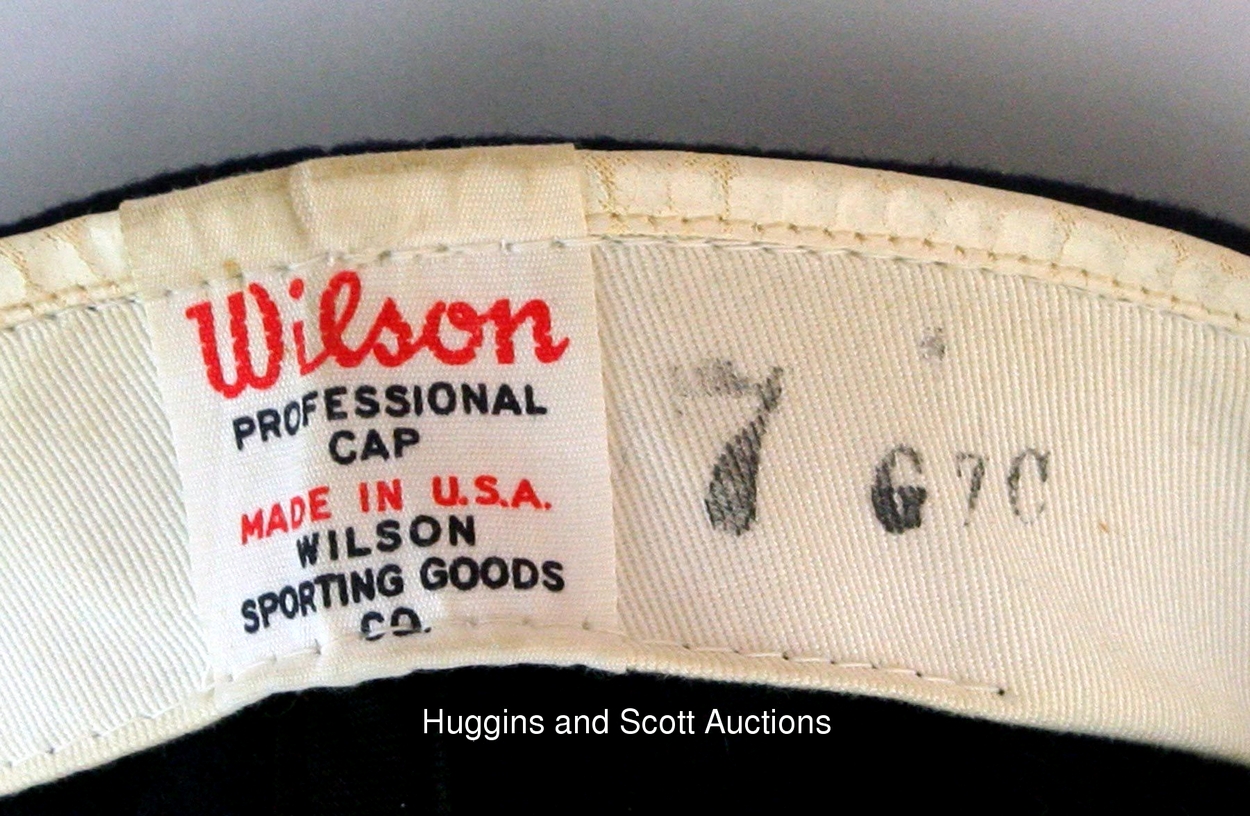 Wilson
PROFESSIONAL
CAP
MADE IN U.S.A.
WILSON
SPORTING GOODS
CO.
7
G7C
Huggins and Scott Auctions